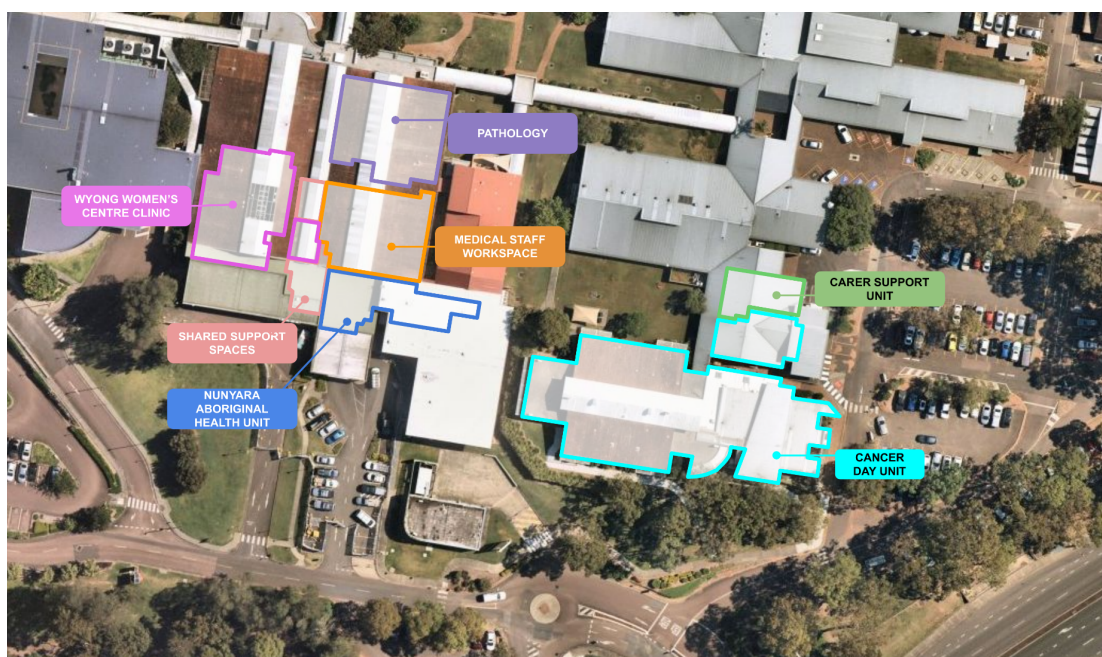 PATHOLOGY
WYONG WOMEN'S
CENTRE CLINIC
MEDICAL STAFF
WORKSPACE
CARER SUPPORT
UNIT
SHARED SUPPORT
SPACES
NUNYARA
ABORIGINAL
HEALTH UNIT
CANCER
DAY UNIT